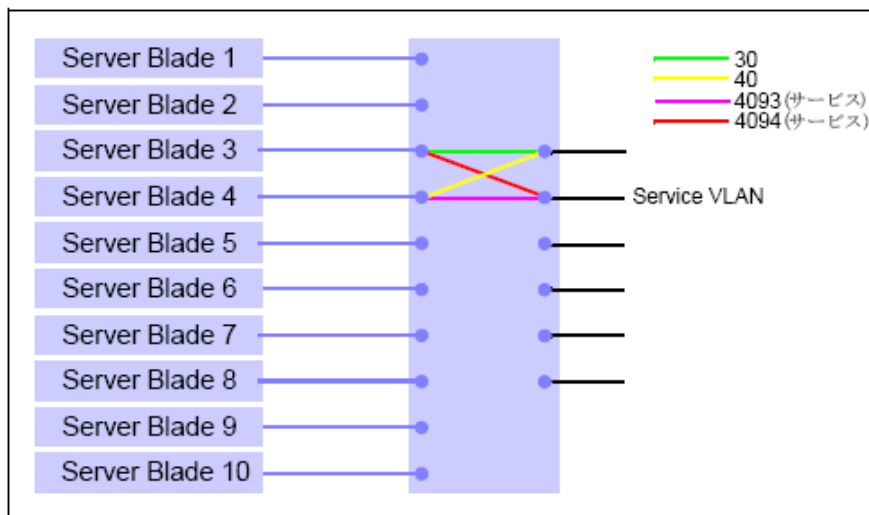 Server Blade 1
Server Blade 2
Server Blade 3
Server Blade 4
Server Blade 5
Server Blade 6
Server Blade 7
Server Blade 8
Server Blade 9
Server Blade 10
30
40
4093(サービス)
4094(サービス)
Service VLAN